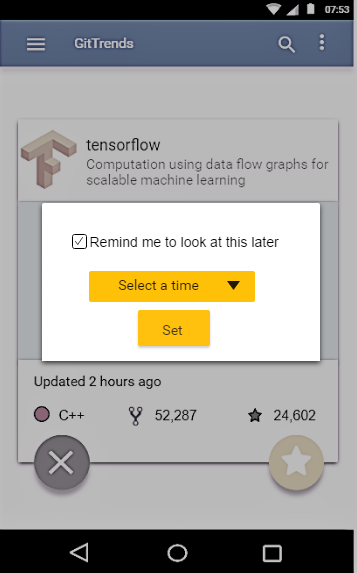 07:53
GitTrends
tensorflow
Computation using data flow graphs for
scalable machine learning
Remind me to look at this later
Select a time
Set
Updated 2 hours ago
C++ 52,287 24,602